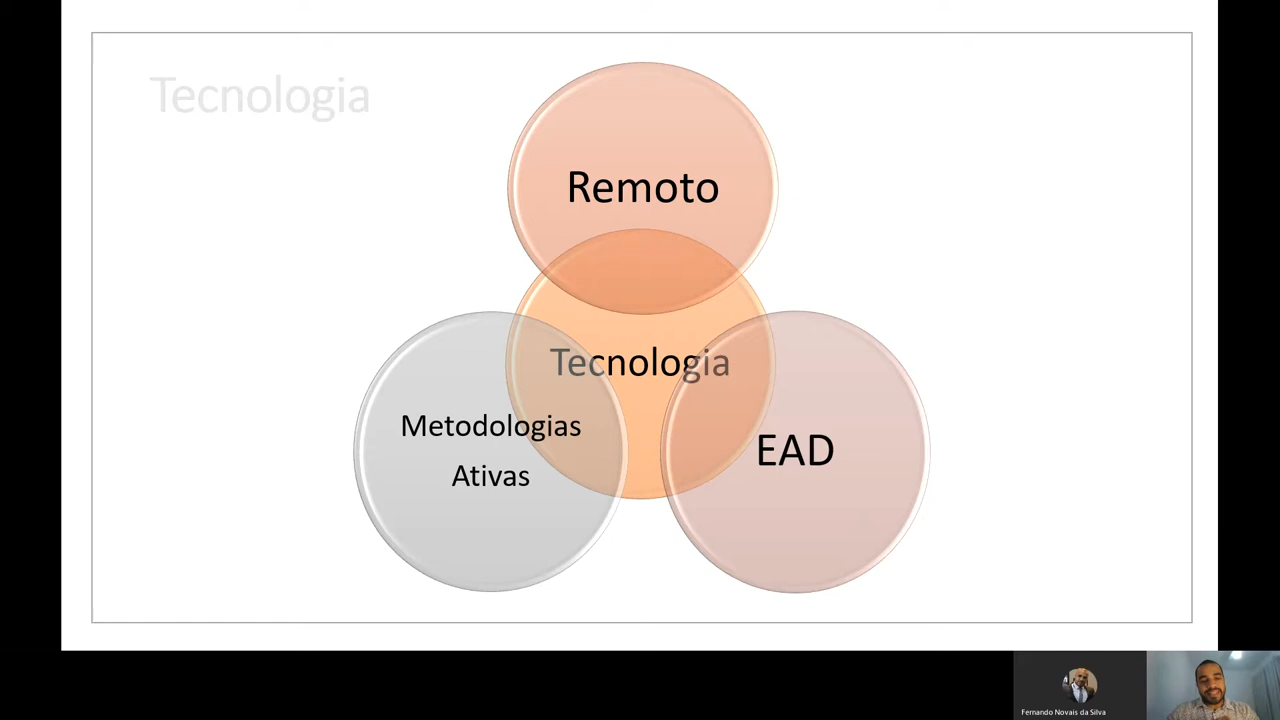 Tecnologia
Remoto
Tecnologia
Metodologias
Ativas
EAD
Fernando Novais da Silva